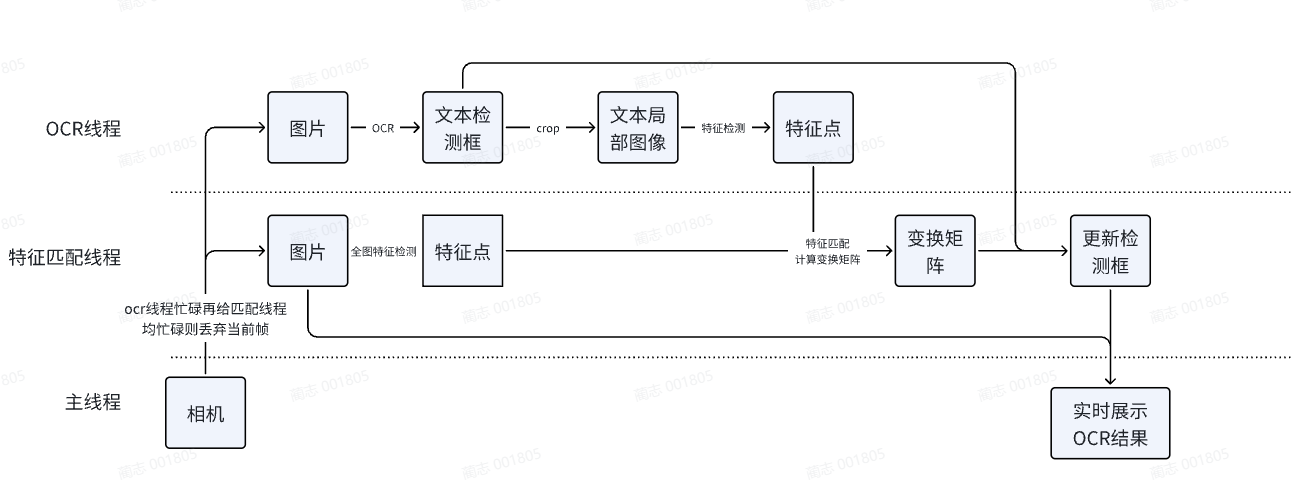 OCR线程
图片
OCR
文本检
测框
crop
文本局
部图像
特征检测
特征点
特征匹配线程
图片
全图特征检测
特征点
特征匹配
计算变换矩阵
变换矩
阵
更新检
测框
ocr线程忙碌再给匹配线程
均忙碌则丢弃当前帧
主线程
相机
实时展示
OCR结果
蔺志 001805